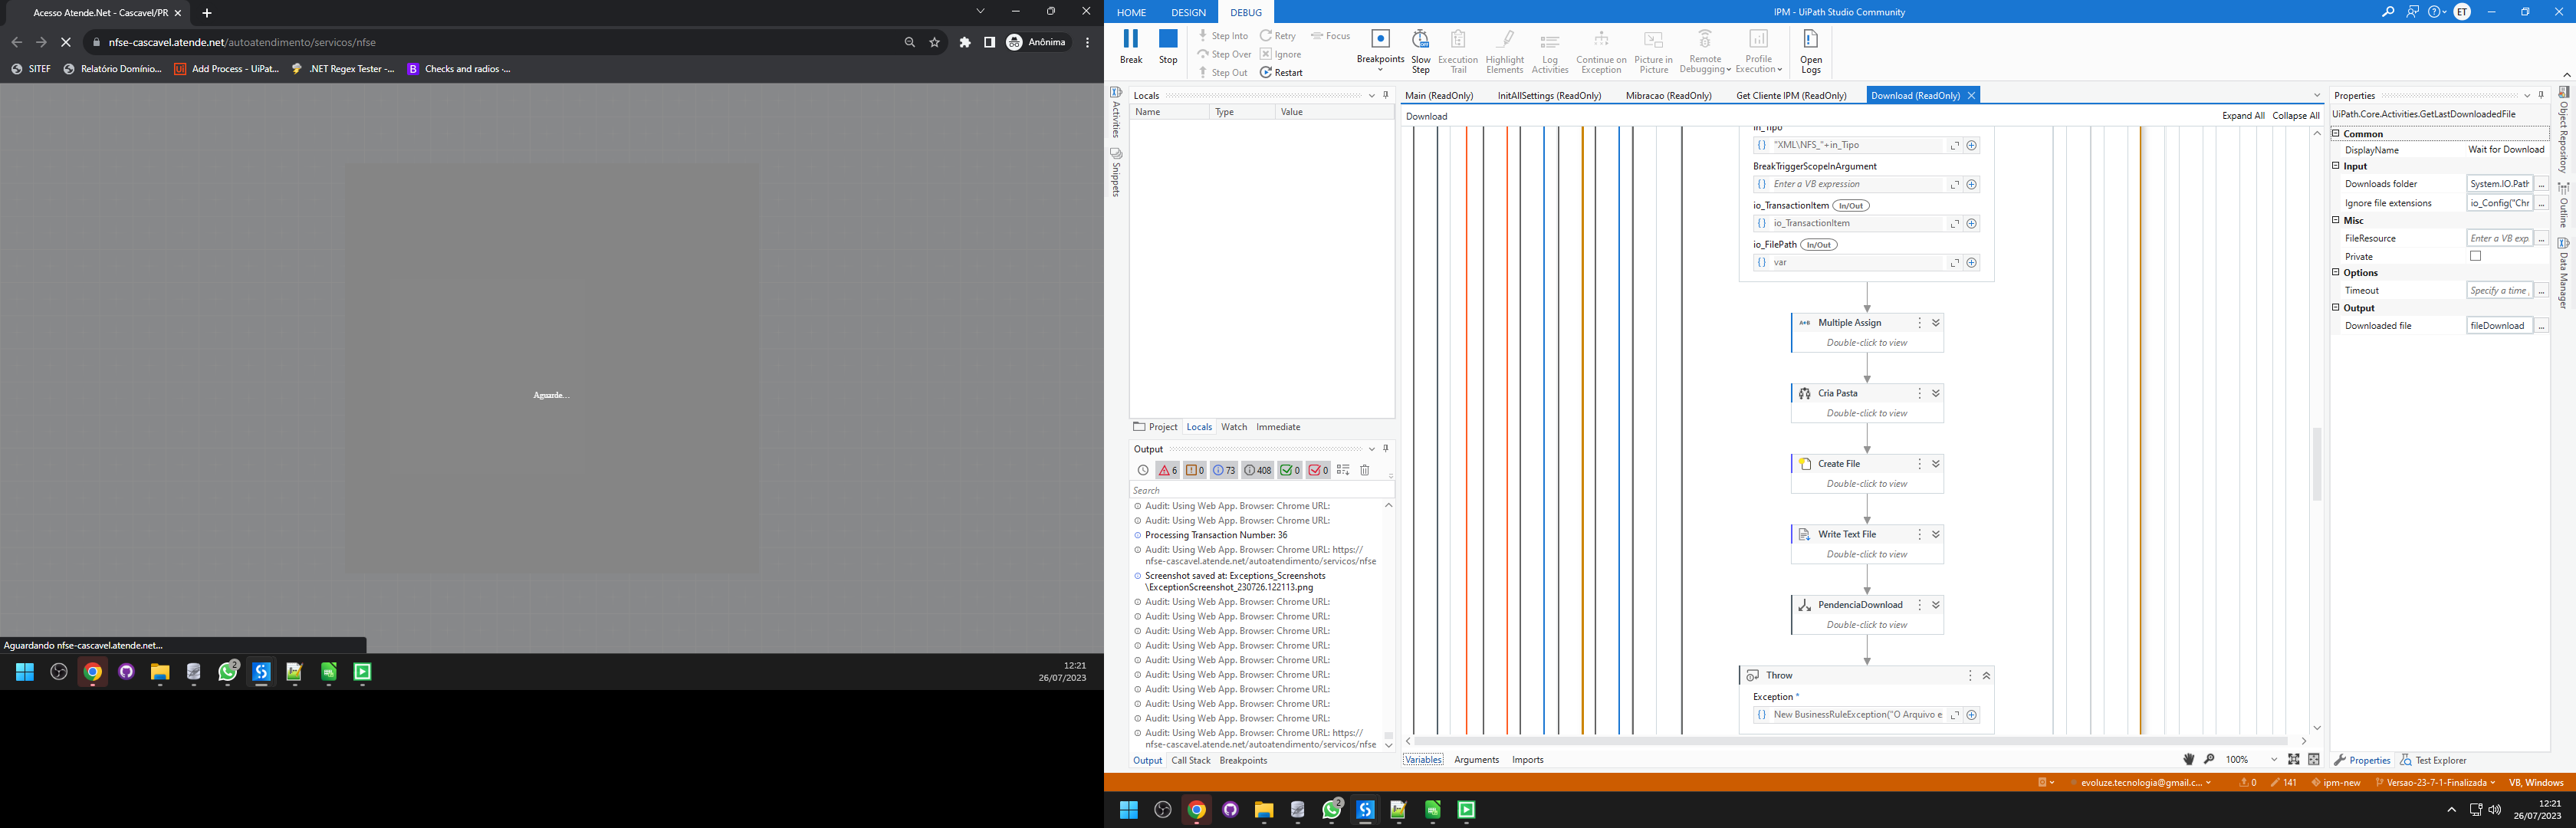 Acesso Atende.Net - Cascavel/PR
nfse-cascavel.atende.net/autoatendimento/servicos/nfse
Anônima
SITEF
Relatório Domínio...
Add Process - UiPat...
.NET Regex Tester -...
Checks and radios -...
Aguarde...
Aguardando nfse-cascavel.atende.net...
2
12:21
26/07/2023
HOME DESIGN DEBUG
IPM - UiPath Studio Community
ET
Break
Stop
Step Into
Step Over
Step Out
Retry
Ignore
Restart
Focus
Breakpoints
Slow Step
Execution Trail
Highlight Elements
Log Activities
Continue on Exception
Picture in Picture
Remote Debugging
Profile Execution
Open Logs
Activities
Snippets
Locals
Name Type Value
Project Locals Watch Immediate
Output
6 0 73 408 0 0
Search
Audit: Using Web App. Browser: Chrome URL:
Audit: Using Web App. Browser: Chrome URL:
Processing Transaction Number: 36
Audit: Using Web App. Browser: Chrome URL: https://
nfse-cascavel.atende.net/autoatendimento/servicos/nfse
Screenshot saved at: Exceptions_Screenshots
\ExceptionScreenshot_230726.122113.png
Audit: Using Web App. Browser: Chrome URL:
Audit: Using Web App. Browser: Chrome URL:
Audit: Using Web App. Browser: Chrome URL:
Audit: Using Web App. Browser: Chrome URL:
Audit: Using Web App. Browser: Chrome URL:
Audit: Using Web App. Browser: Chrome URL:
Audit: Using Web App. Browser: Chrome URL:
Audit: Using Web App. Browser: Chrome URL:
Audit: Using Web App. Browser: Chrome URL:
Audit: Using Web App. Browser: Chrome URL: https://
nfse-cascavel.atende.net/autoatendimento/servicos/nfse
Output Call Stack Breakpoints
Main (ReadOnly) InitAllSettings (ReadOnly) Mibracao (ReadOnly) Get Cliente IPM (ReadOnly) Download (ReadOnly)
Download
Expand All Collapse All
in_Tipo
"XML\NFS_"+in_Tipo
BreakTriggerScopeInArgument
Enter a VB expression
io_TransactionItem In/Out
io_TransactionItem
io_FilePath In/Out
var
Multiple Assign
Double-click to view
Cria Pasta
Double-click to view
Create File
Double-click to view
Write Text File
Double-click to view
PendenciaDownload
Double-click to view
Throw
Exception *
New BusinessRuleException("O Arquivo e
Variables Arguments Imports
100%
Properties
UiPath.Core.Activities.GetLastDownloadedFile
Common
DisplayName Wait for Download
Input
Downloads folder System.IO.Path ...
Ignore file extensions io_Config("Chr ...
Misc
FileResource Enter a VB exp ...
Private
Options
Timeout Specify a time ...
Output
Downloaded file fileDownload ...
Properties Test Explorer
Object Repository
Outline
Data Manager
evoluze.tecnologia@gmail.c...
0
141
ipm-new
Versao-23-7-1-Finalizada
VB, Windows
2
12:21
26/07/2023